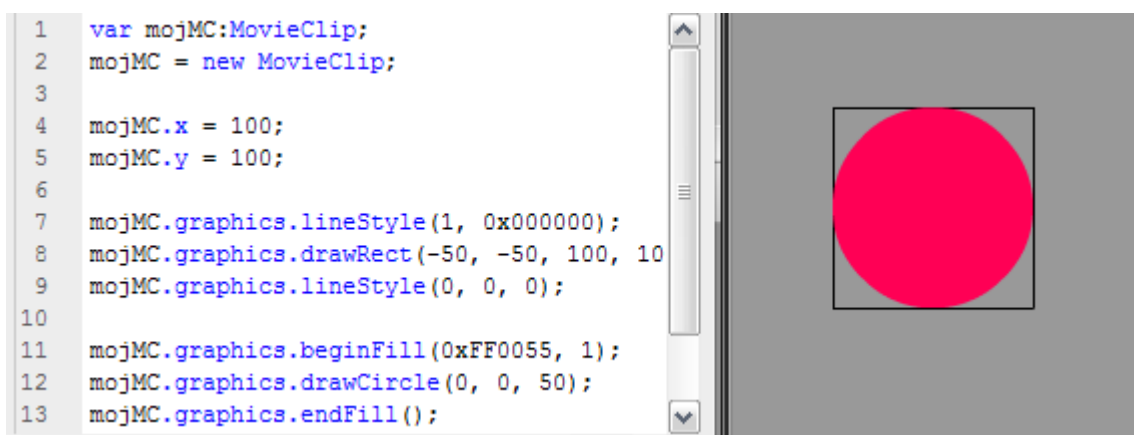 1 var mojMC:MovieClip;
2 mojMC = new MovieClip;
3
4 mojMC.x = 100;
5 mojMC.y = 100;
6
7 mojMC.graphics.lineStyle(1, 0x000000);
8 mojMC.graphics.drawRect(-50, -50, 100, 10
9 mojMC.graphics.lineStyle(0, 0, 0);
10
11 mojMC.graphics.beginFill(0xFF0055, 1);
12 mojMC.graphics.drawCircle(0, 0, 50);
13 mojMC.graphics.endFill();